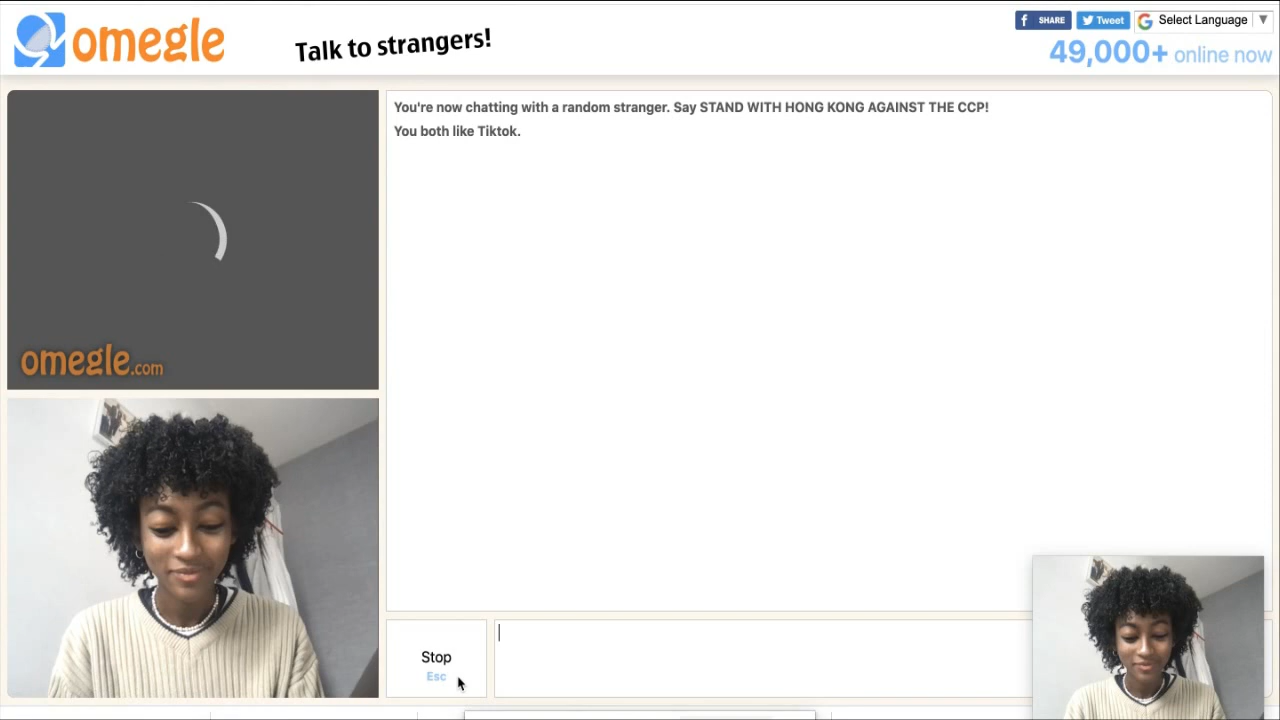 omegle
Talk to strangers!
f SHARE
Tweet
G Select Language ▼
49,000+ online now
You're now chatting with a random stranger. Say STAND WITH HONG KONG AGAINST THE CCP!
You both like Tiktok.
omegle.com
Stop
Esc